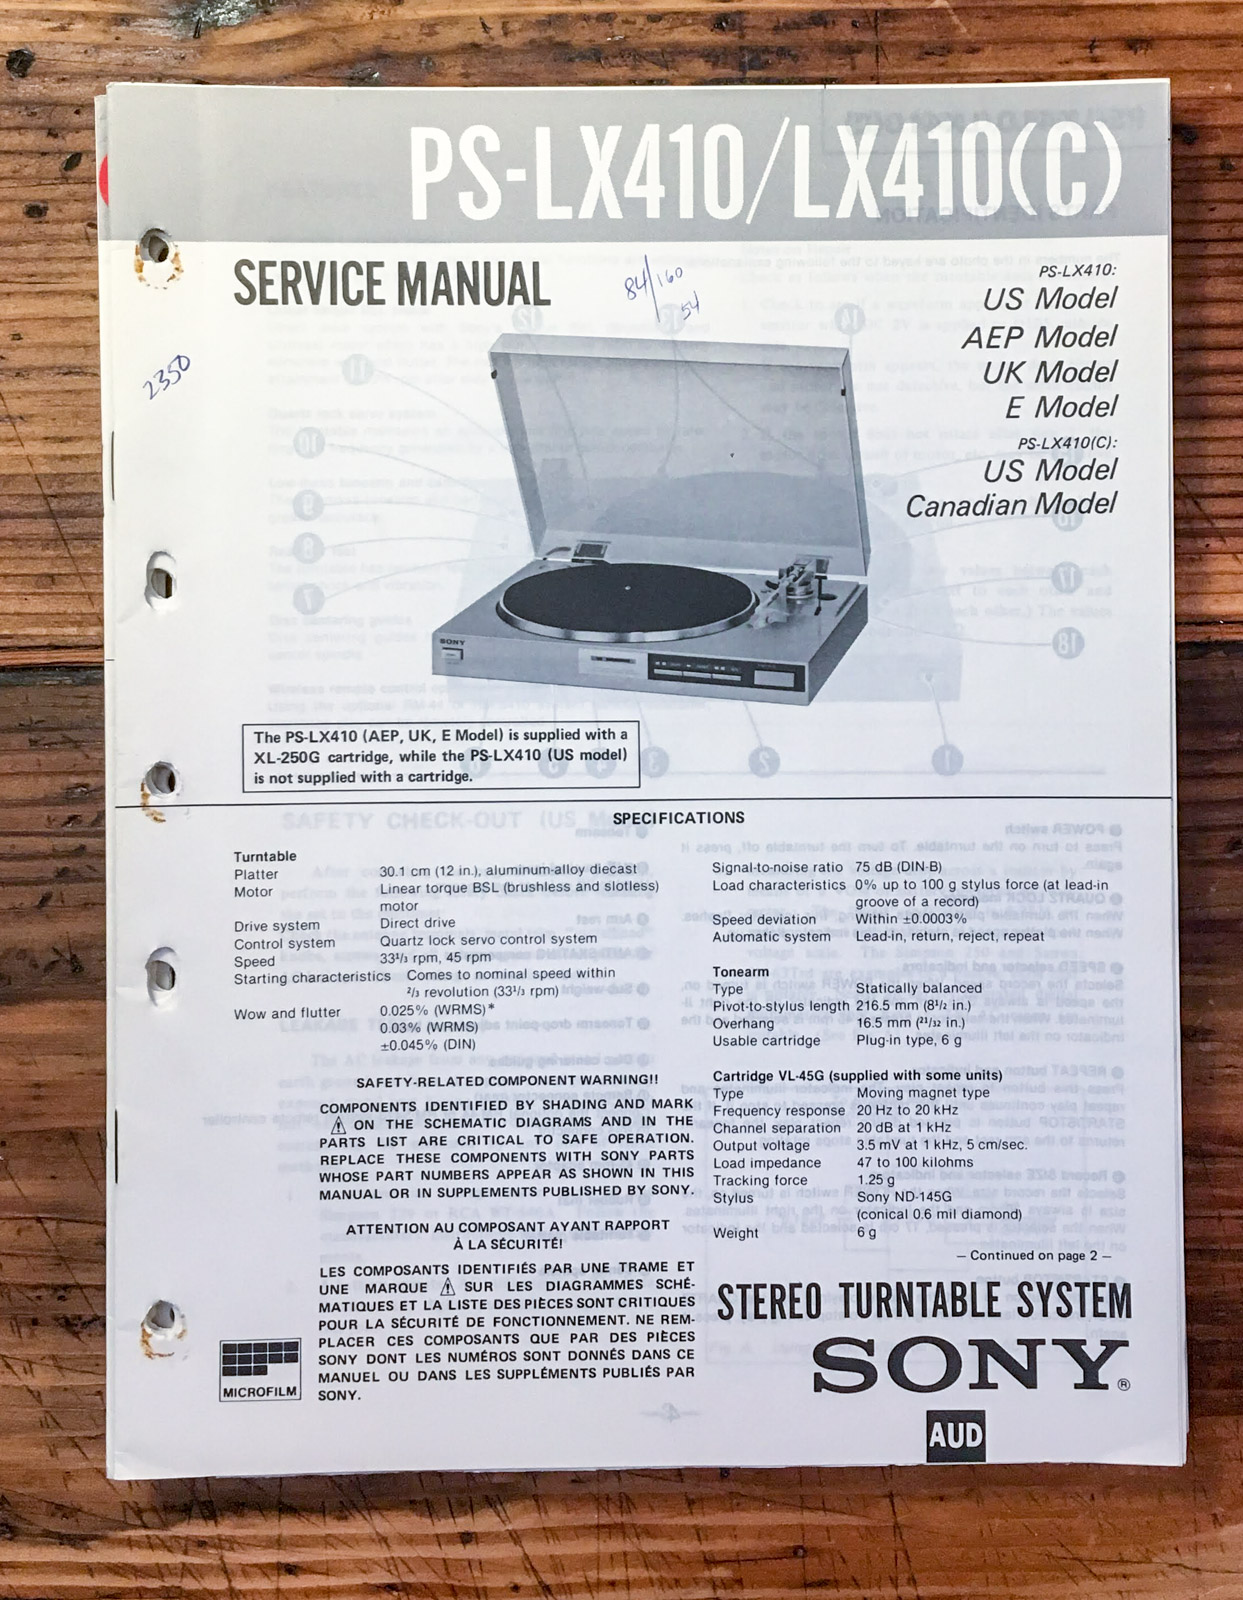 PS-LX410/LX410(C)
SERVICE MANUAL
84/160
54
2350
PS-LX410:
US Model
AEP Model
UK Model
E Model
PS-LX410(C):
US Model
Canadian Model
SONY
The PS-LX410 (AEP, UK, E Model) is supplied with a
XL-250G cartridge, while the PS-LX410 (US model)
is not supplied with a cartridge.
SPECIFICATIONS
Turntable
Platter 30.1 cm (12 in.), aluminum-alloy diecast
Motor Linear torque BSL (brushless and slotless)
motor
Drive system Direct drive
Control system Quartz lock servo control system
Speed 33 1/3 rpm, 45 rpm
Starting characteristics Comes to nominal speed within
2/3 revolution (33 1/3 rpm)
Wow and flutter 0.025% (WRMS)*
0.03% (WRMS)
±0.045% (DIN)
SAFETY-RELATED COMPONENT WARNING!!
COMPONENTS IDENTIFIED BY SHADING AND MARK
⚠ ON THE SCHEMATIC DIAGRAMS AND IN THE
PARTS LIST ARE CRITICAL TO SAFE OPERATION.
REPLACE THESE COMPONENTS WITH SONY PARTS
WHOSE PART NUMBERS APPEAR AS SHOWN IN THIS
MANUAL OR IN SUPPLEMENTS PUBLISHED BY SONY.
ATTENTION AU COMPOSANT AYANT RAPPORT
À LA SÉCURITÉ!
LES COMPOSANTS IDENTIFIÉS PAR UNE TRAME ET
UNE MARQUE ⚠ SUR LES DIAGRAMMES SCHÉ-
MATIQUES ET LA LISTE DES PIÈCES SONT CRITIQUES
POUR LA SÉCURITÉ DE FONCTIONNEMENT. NE REM-
PLACER CES COMPOSANTS QUE PAR DES PIÈCES
SONY DONT LES NUMÉROS SONT DONNÉS DANS CE
MANUEL OU DANS LES SUPPLÉMENTS PUBLIÉS PAR
SONY.
MICROFILM
Signal-to-noise ratio 75 dB (DIN-B)
Load characteristics 0% up to 100 g stylus force (at lead-in
groove of a record)
Speed deviation Within ±0.0003%
Automatic system Lead-in, return, reject, repeat
Tonearm
Type Statically balanced
Pivot-to-stylus length 216.5 mm (8 1/2 in.)
Overhang 16.5 mm (21/32 in.)
Usable cartridge Plug-in type, 6 g
Cartridge VL-45G (supplied with some units)
Type Moving magnet type
Frequency response 20 Hz to 20 kHz
Channel separation 20 dB at 1 kHz
Output voltage 3.5 mV at 1 kHz, 5 cm/sec.
Load impedance 47 to 100 kilohms
Tracking force 1.25 g
Stylus Sony ND-145G
(conical 0.6 mil diamond)
Weight 6 g
— Continued on page 2 —
STEREO TURNTABLE SYSTEM
SONY®
AUD